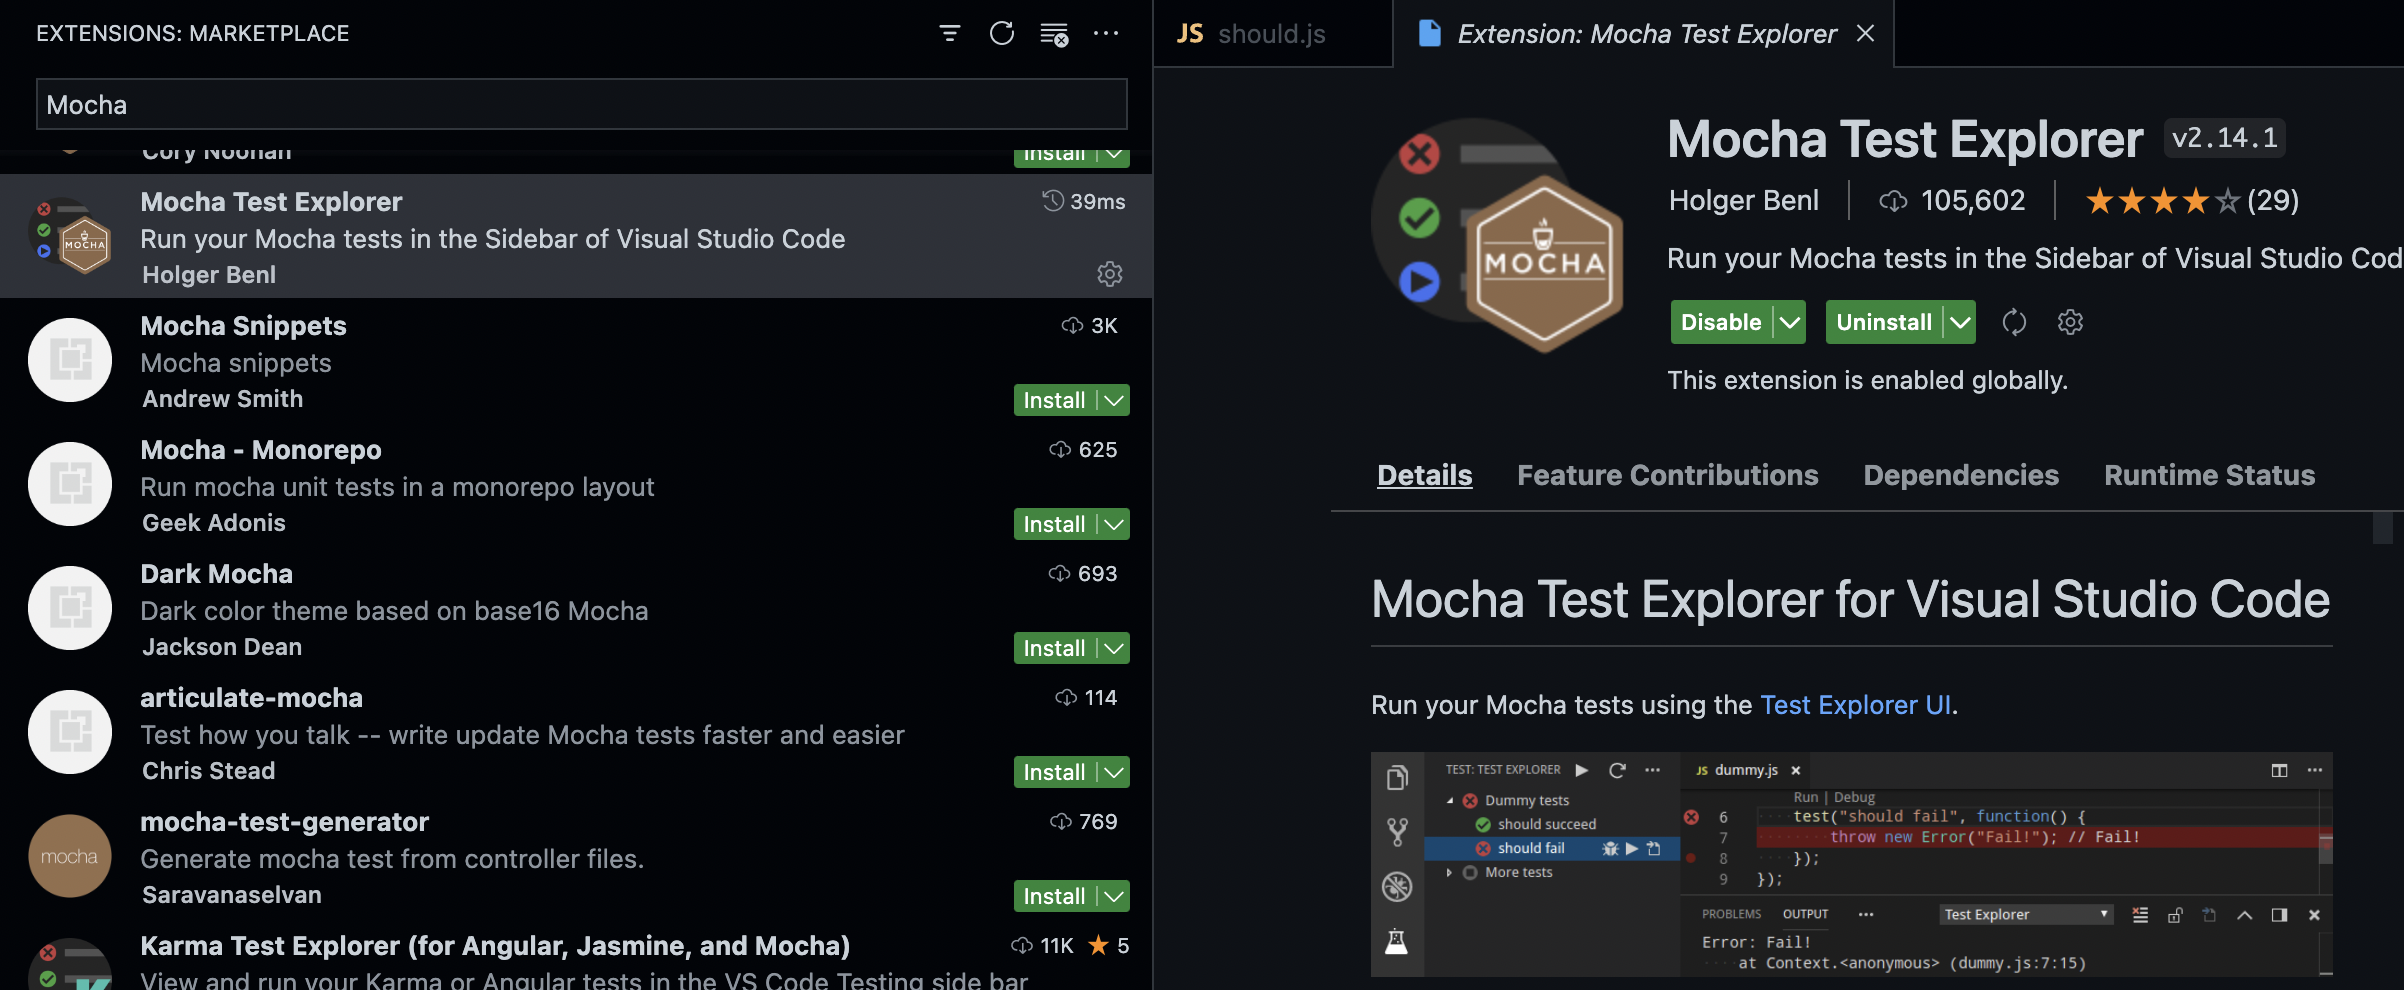 EXTENSIONS: MARKETPLACE
Mocha
Cory Noonan
Install
Mocha Test Explorer
39ms
Run your Mocha tests in the Sidebar of Visual Studio Code
Holger Benl
MOCHA
Mocha Snippets
3K
Mocha snippets
Andrew Smith
Install
Mocha - Monorepo
625
Run mocha unit tests in a monorepo layout
Geek Adonis
Install
Dark Mocha
693
Dark color theme based on base16 Mocha
Jackson Dean
Install
articulate-mocha
114
Test how you talk -- write update Mocha tests faster and easier
Chris Stead
Install
mocha
mocha-test-generator
769
Generate mocha test from controller files.
Saravanaselvan
Install
Karma Test Explorer (for Angular, Jasmine, and Mocha)
11K ★ 5
View and run your Karma or Angular tests in the VS Code Testing side bar
JS should.js
Extension: Mocha Test Explorer
MOCHA
Mocha Test Explorer v2.14.1
Holger Benl
105,602
(29)
Run your Mocha tests in the Sidebar of Visual Studio Cod
Disable
Uninstall
This extension is enabled globally.
Details Feature Contributions Dependencies Runtime Status
Mocha Test Explorer for Visual Studio Code
Run your Mocha tests using the Test Explorer UI.
TEST: TEST EXPLORER
Dummy tests
should succeed
should fail
More tests
JS dummy.js
Run | Debug
6 test("should fail", function() {
7 throw new Error("Fail!"); // Fail!
8 });
9 });
PROBLEMS OUTPUT ··· Test Explorer
Error: Fail!
at Context.<anonymous> (dummy.js:7:15)